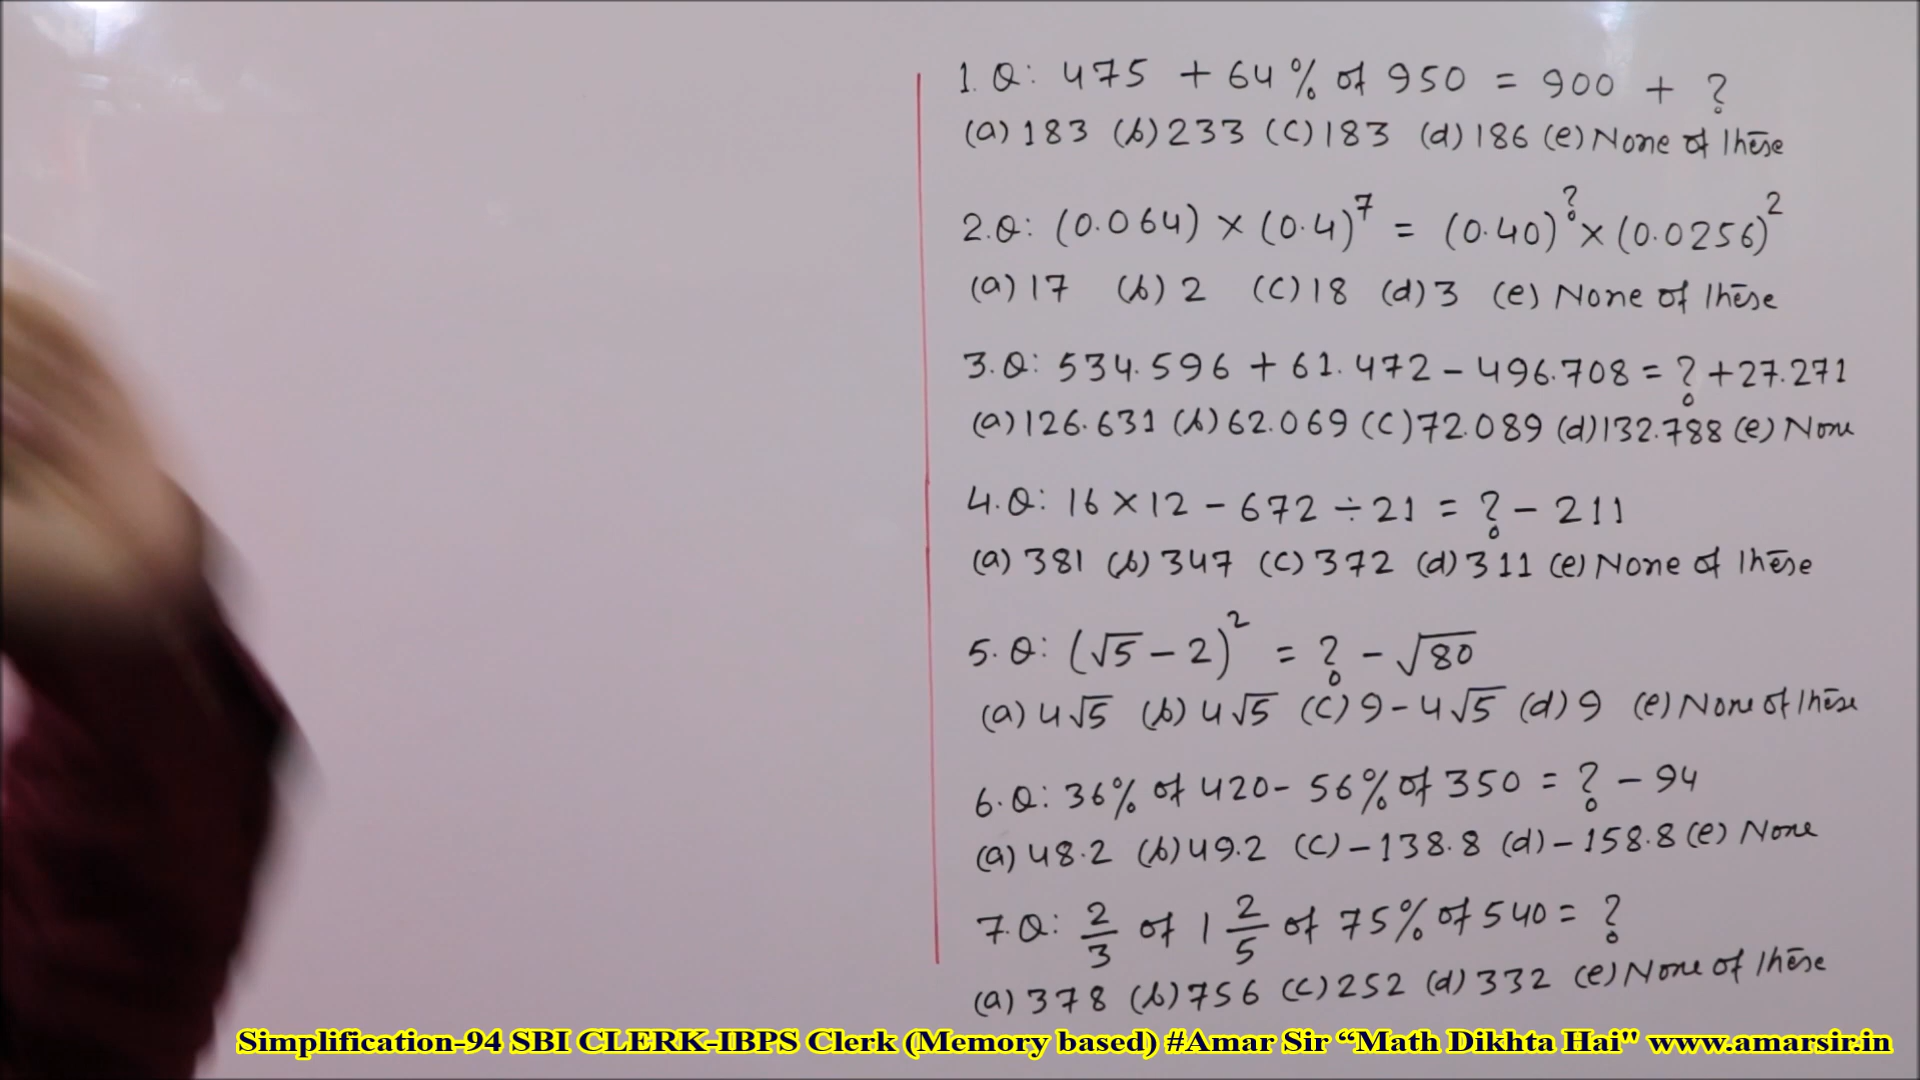 1. Q: 475 + 64% of 950 = 900 + ?
(a) 183 (b) 233 (c) 183 (d) 186 (e) None of these
2. Q: (0.064) × (0.4)⁷ = (0.40)^? × (0.0256)²
(a) 17 (b) 2 (c) 18 (d) 3 (e) None of these
3. Q: 534.596 + 61.472 - 496.708 = ? + 27.271
(a) 126.631 (b) 62.069 (c) 72.089 (d) 132.788 (e) None
4. Q: 16 × 12 - 672 ÷ 21 = ? - 211
(a) 381 (b) 347 (c) 372 (d) 311 (e) None of these
5. Q: (√5 - 2)² = ? - √80
(a) 4√5 (b) 4√5 (c) 9 - 4√5 (d) 9 (e) None of these
6. Q: 36% of 420 - 56% of 350 = ? - 94
(a) 48.2 (b) 49.2 (c) -138.8 (d) -158.8 (e) None
7. Q: 2/3 of 1 2/5 of 75% of 540 = ?
(a) 378 (b) 756 (c) 252 (d) 332 (e) None of these
Simplification-94 SBI CLERK-IBPS Clerk (Memory based) #Amar Sir “Math Dikhta Hai" www.amarsir.in